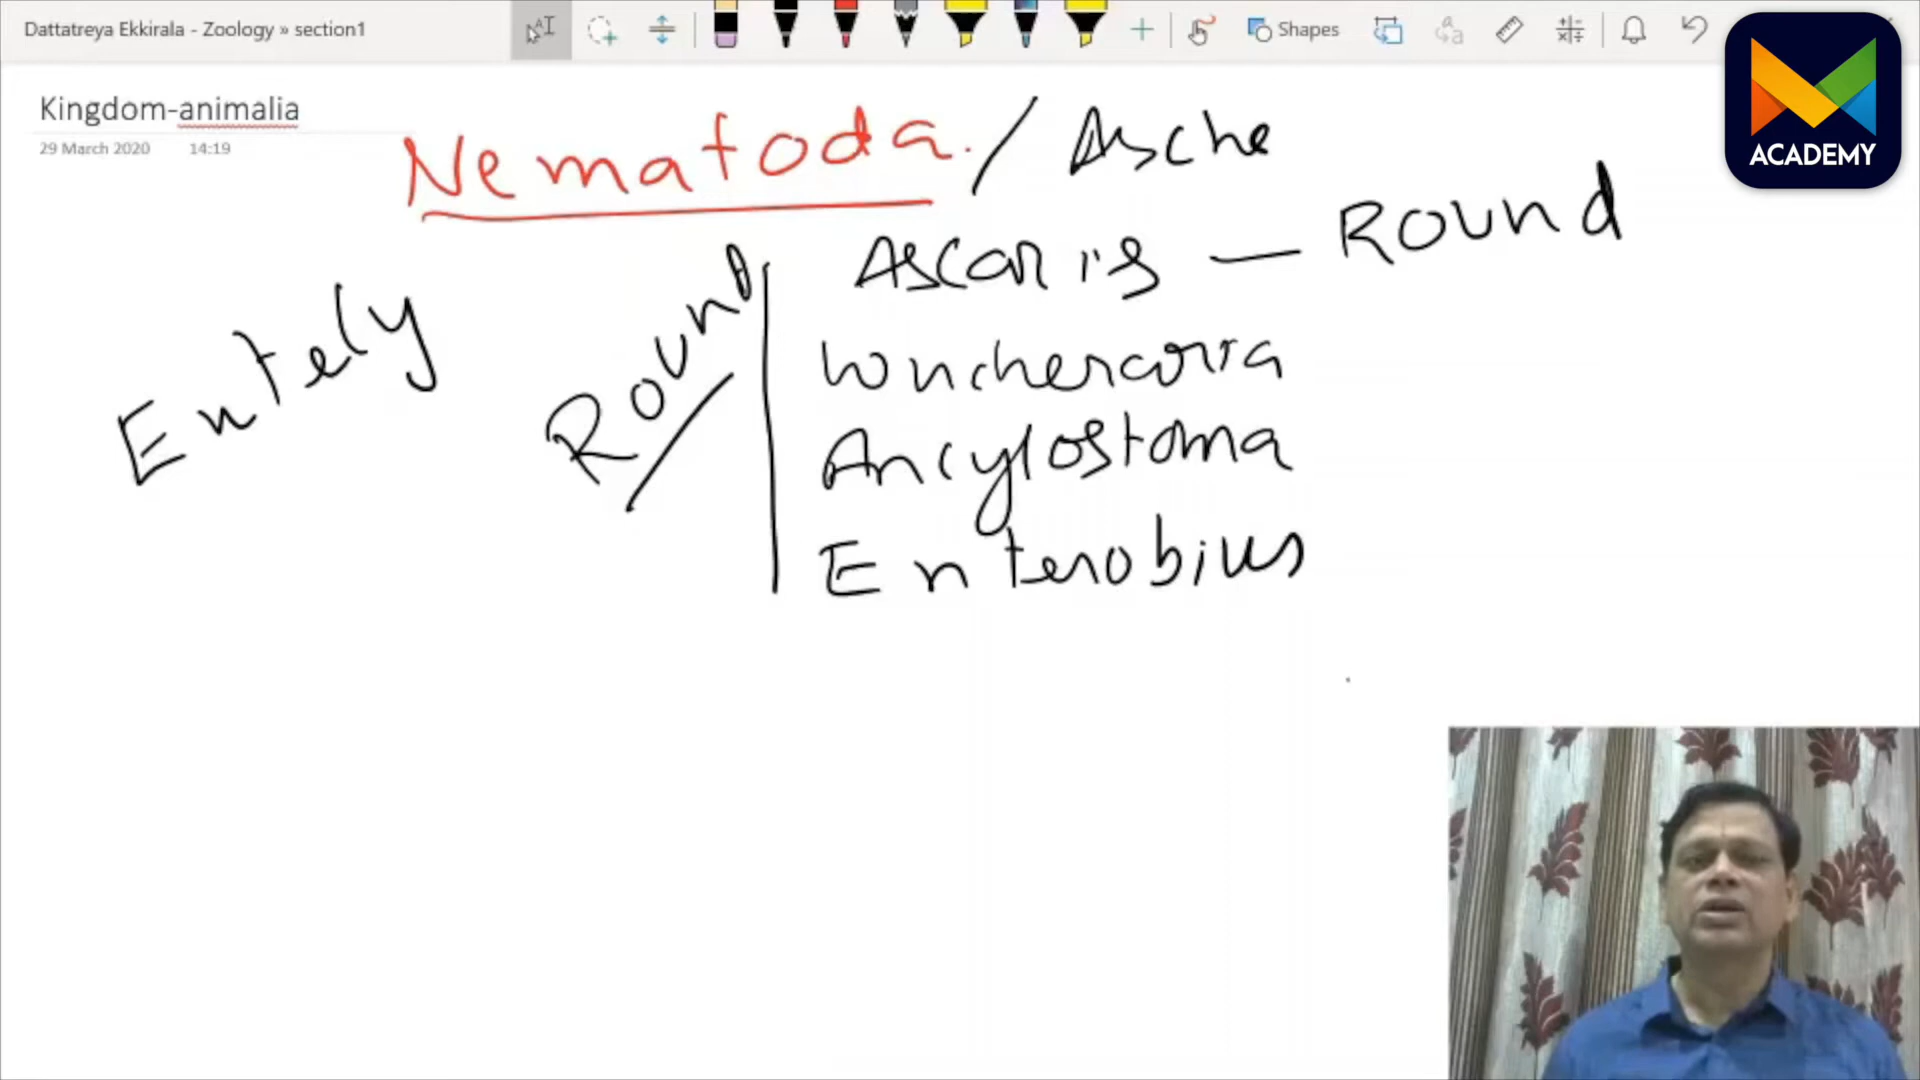 Dattatreya Ekkirala - Zoology » section1
Shapes
ACADEMY
Kingdom-animalia
29 March 2020 14:19
Nematoda. / Asche
Ascaris — Round
Entely
Round
Wuchercoria
Ancylostoma
Enterobius